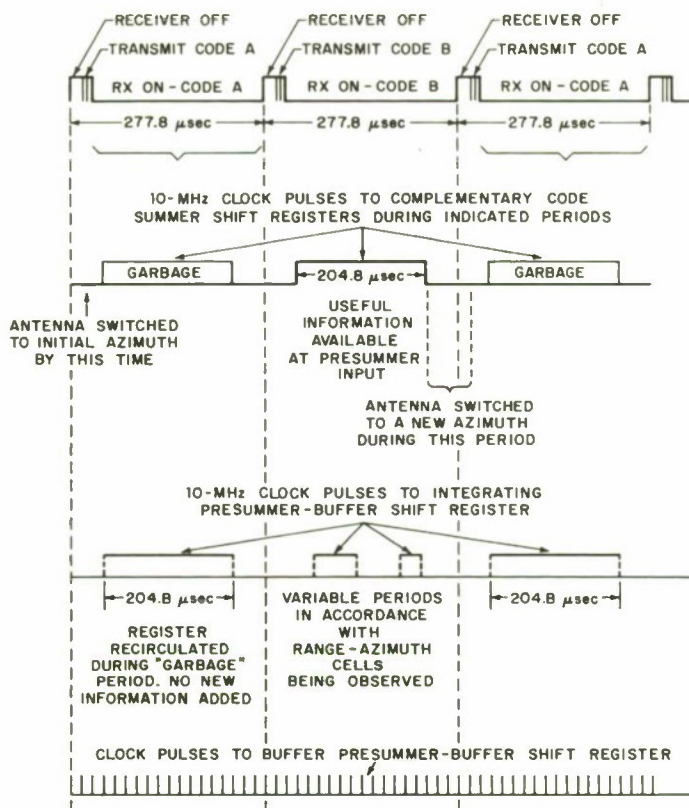 RECEIVER OFF
TRANSMIT CODE A
RX ON-CODE A
277.8 μsec
RECEIVER OFF
TRANSMIT CODE B
RX ON-CODE B
277.8 μsec
RECEIVER OFF
TRANSMIT CODE A
RX ON-CODE A
277.8 μsec
10-MHz CLOCK PULSES TO COMPLEMENTARY CODE
SUMMER SHIFT REGISTERS DURING INDICATED PERIODS
GARBAGE
204.8 μsec
GARBAGE
ANTENNA SWITCHED
TO INITIAL AZIMUTH
BY THIS TIME
USEFUL
INFORMATION
AVAILABLE
AT PRESUMMER
INPUT
ANTENNA SWITCHED
TO A NEW AZIMUTH
DURING THIS PERIOD
10-MHz CLOCK PULSES TO INTEGRATING
PRESUMMER-BUFFER SHIFT REGISTER
204.8 μsec
REGISTER
RECIRCULATED
DURING "GARBAGE"
PERIOD. NO NEW
INFORMATION ADDED
VARIABLE PERIODS
IN ACCORDANCE
WITH
RANGE-AZIMUTH
CELLS
BEING OBSERVED
204.8 μsec
CLOCK PULSES TO BUFFER PRESUMMER-BUFFER SHIFT REGISTER